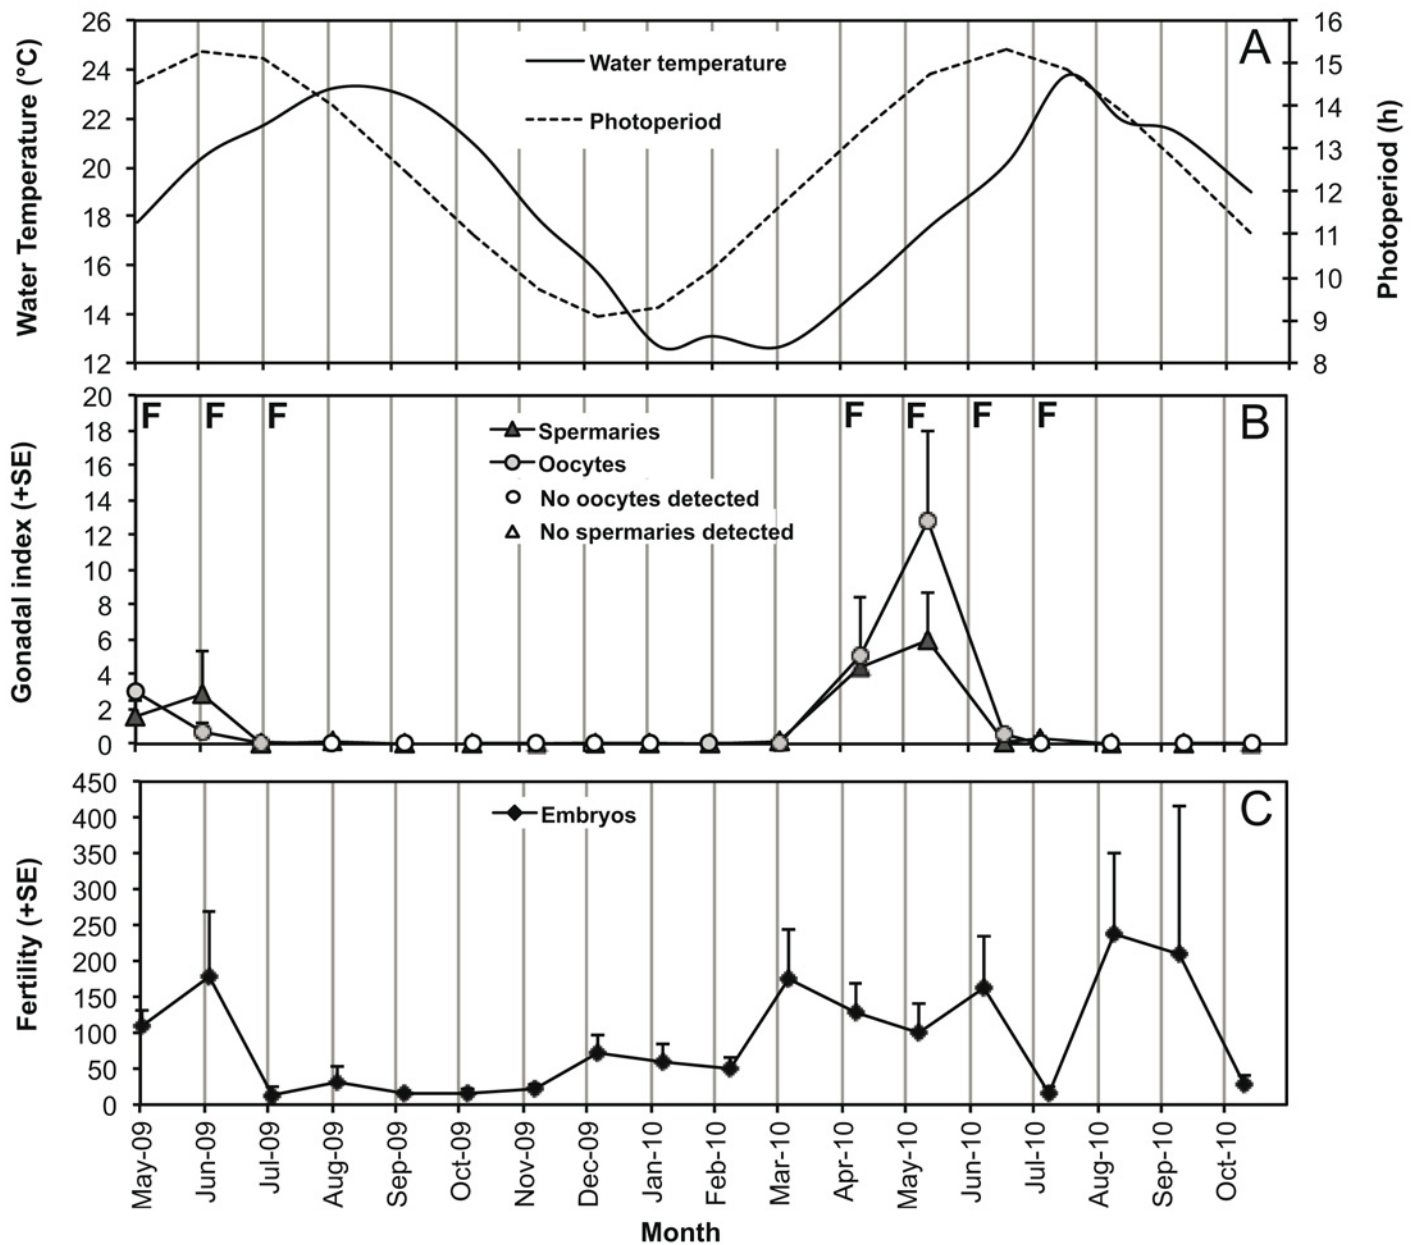 26
24
22
20
18
16
14
12
Water Temperature (°C)
Water temperature
Photoperiod
A
16
15
14
13
12
11
10
9
8
Photoperiod (h)
20
18
16
14
12
10
8
6
4
2
0
Gonadal index (+SE)
F F F F F F F
Spermaries
Oocytes
No oocytes detected
No spermaries detected
B
450
400
350
300
250
200
150
100
50
0
Fertility (+SE)
Embryos
C
May-09
Jun-09
Jul-09
Aug-09
Sep-09
Oct-09
Nov-09
Dec-09
Jan-10
Feb-10
Mar-10
Apr-10
May-10
Jun-10
Jul-10
Aug-10
Sep-10
Oct-10
Month